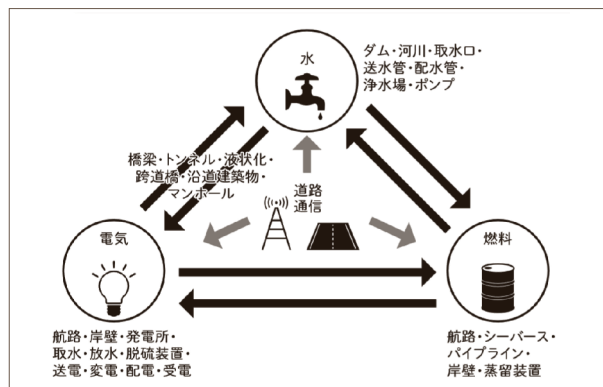 水
ダム・河川・取水口・
送水管・配水管・
浄水場・ポンプ
橋梁・トンネル・液状化・
跨道橋・沿道建築物・
マンホール
道路
通信
電気
燃料
航路・岸壁・発電所・
取水・放水・脱硫装置・
送電・変電・配電・受電
航路・シーバース・
パイプライン・
岸壁・蒸留装置